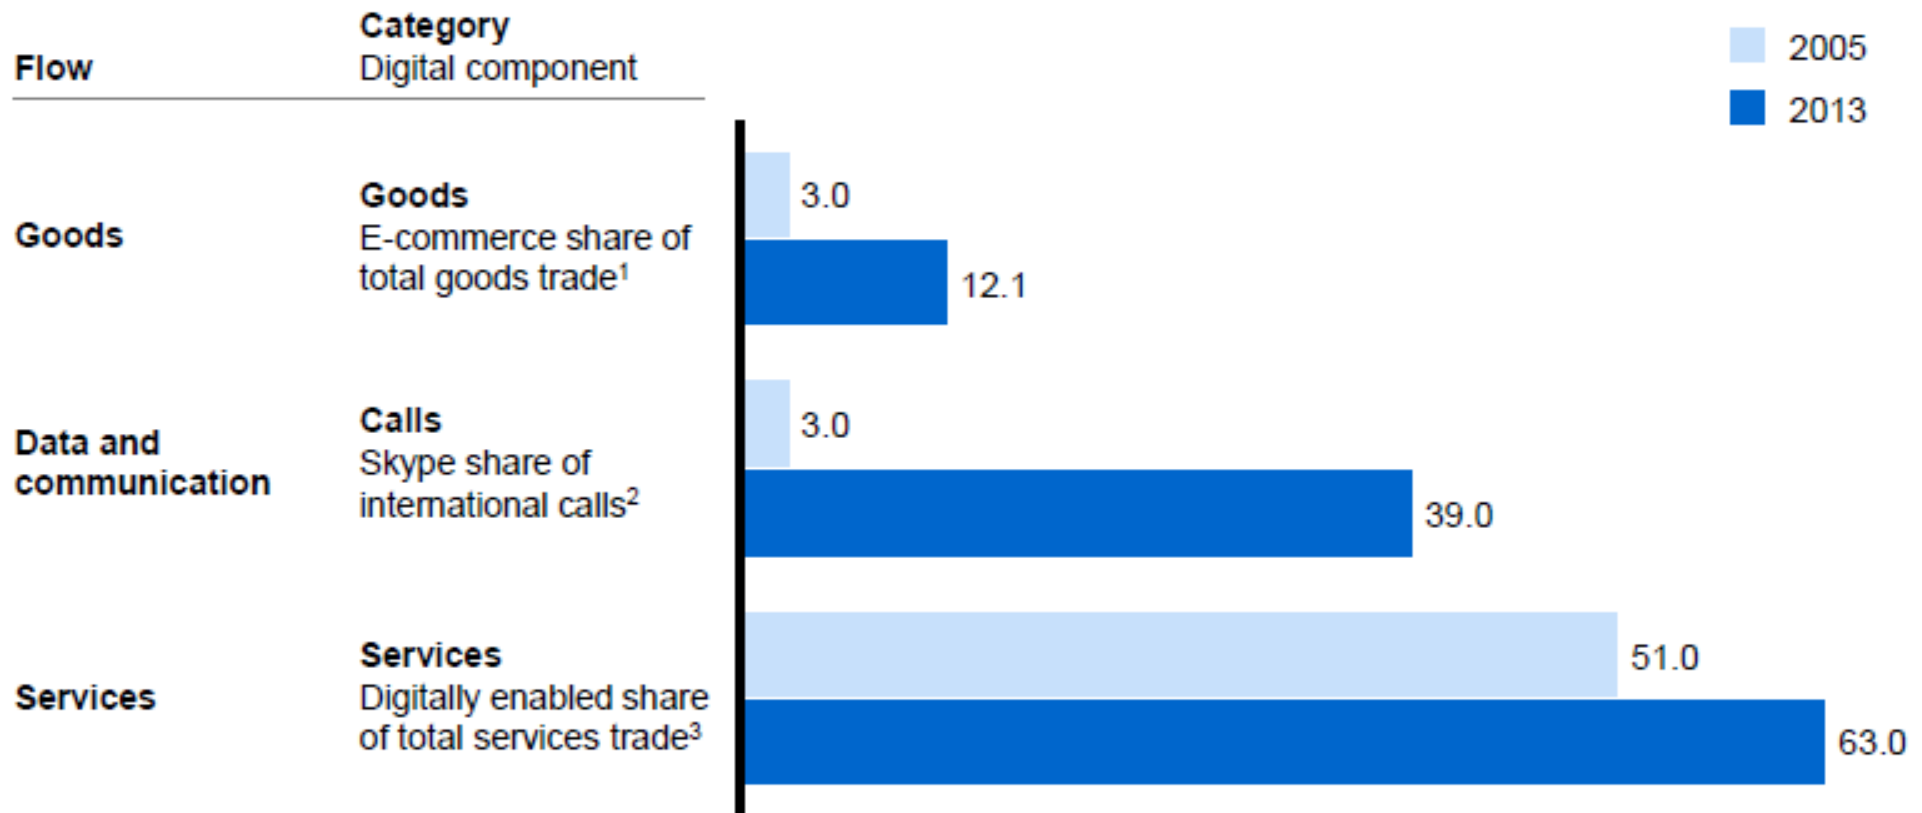 Flow
Category
Digital component
2005
2013
Goods
Goods
E-commerce share of
total goods trade¹
3.0
12.1
Data and
communication
Calls
Skype share of
international calls²
3.0
39.0
Services
Services
Digitally enabled share
of total services trade³
51.0
63.0